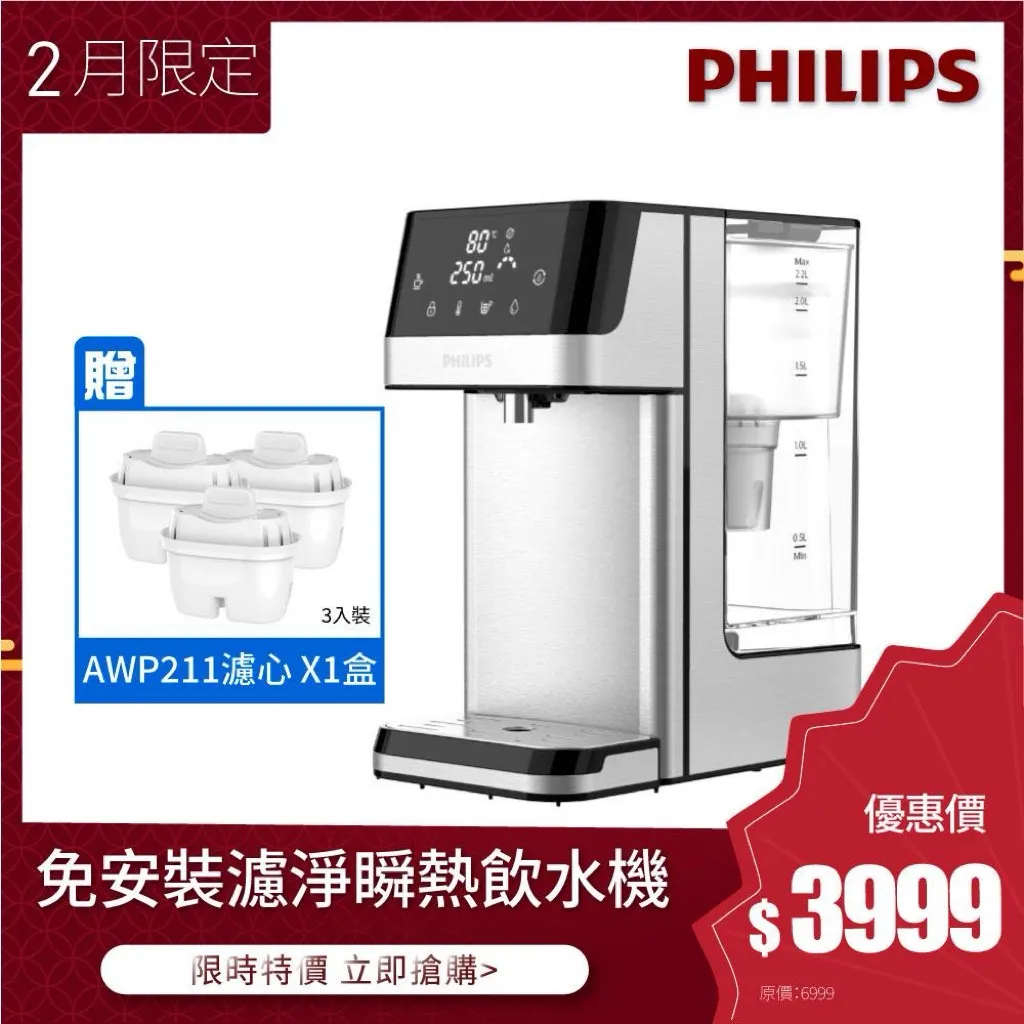 2月限定
PHILIPS
80°C
250ml
PHILIPS
Max
2.2L
2.0L
1.5L
1.0L
0.5L
Min
贈
3入裝
AWP211濾心 X1盒
優惠價
$3999
原價:6999
免安裝濾淨瞬熱飲水機
限時特價 立即搶購>